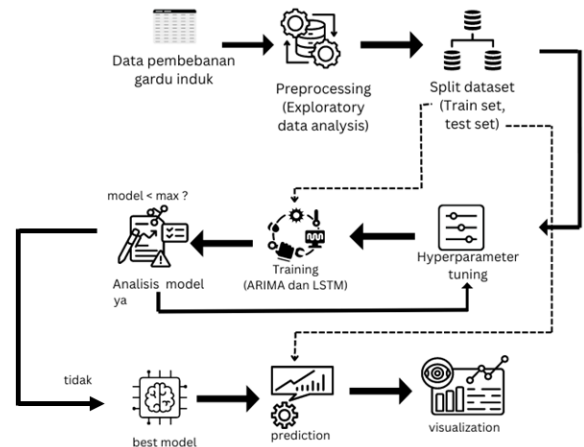 Data pembebanan
gardu induk
Preprocessing
(Exploratory
data analysis)
Split dataset
(Train set,
test set)
model < max ?
Analisis model
ya
Training
(ARIMA dan LSTM)
Hyperparameter
tuning
tidak
best model
prediction
visualization